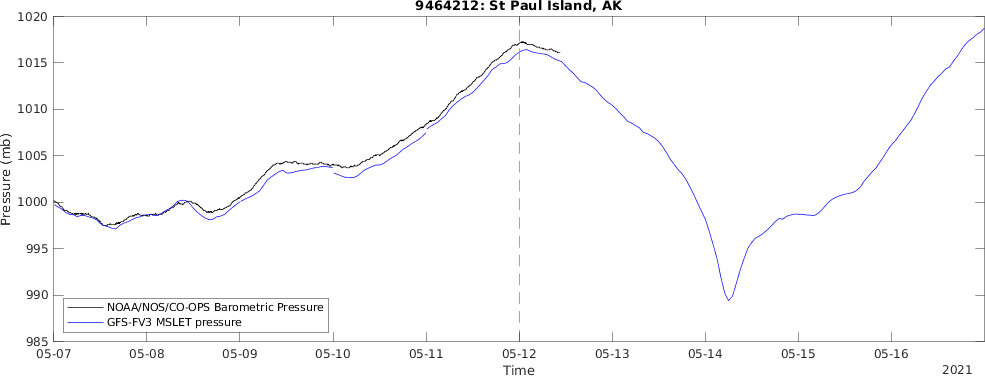 9464212: St Paul Island, AK
1020
1015
1010
1005
1000
995
990
985
Pressure (mb)
NOAA/NOS/CO-OPS Barometric Pressure
GFS-FV3 MSLET pressure
05-07 05-08 05-09 05-10 05-11 05-12 05-13 05-14 05-15 05-16
Time
2021